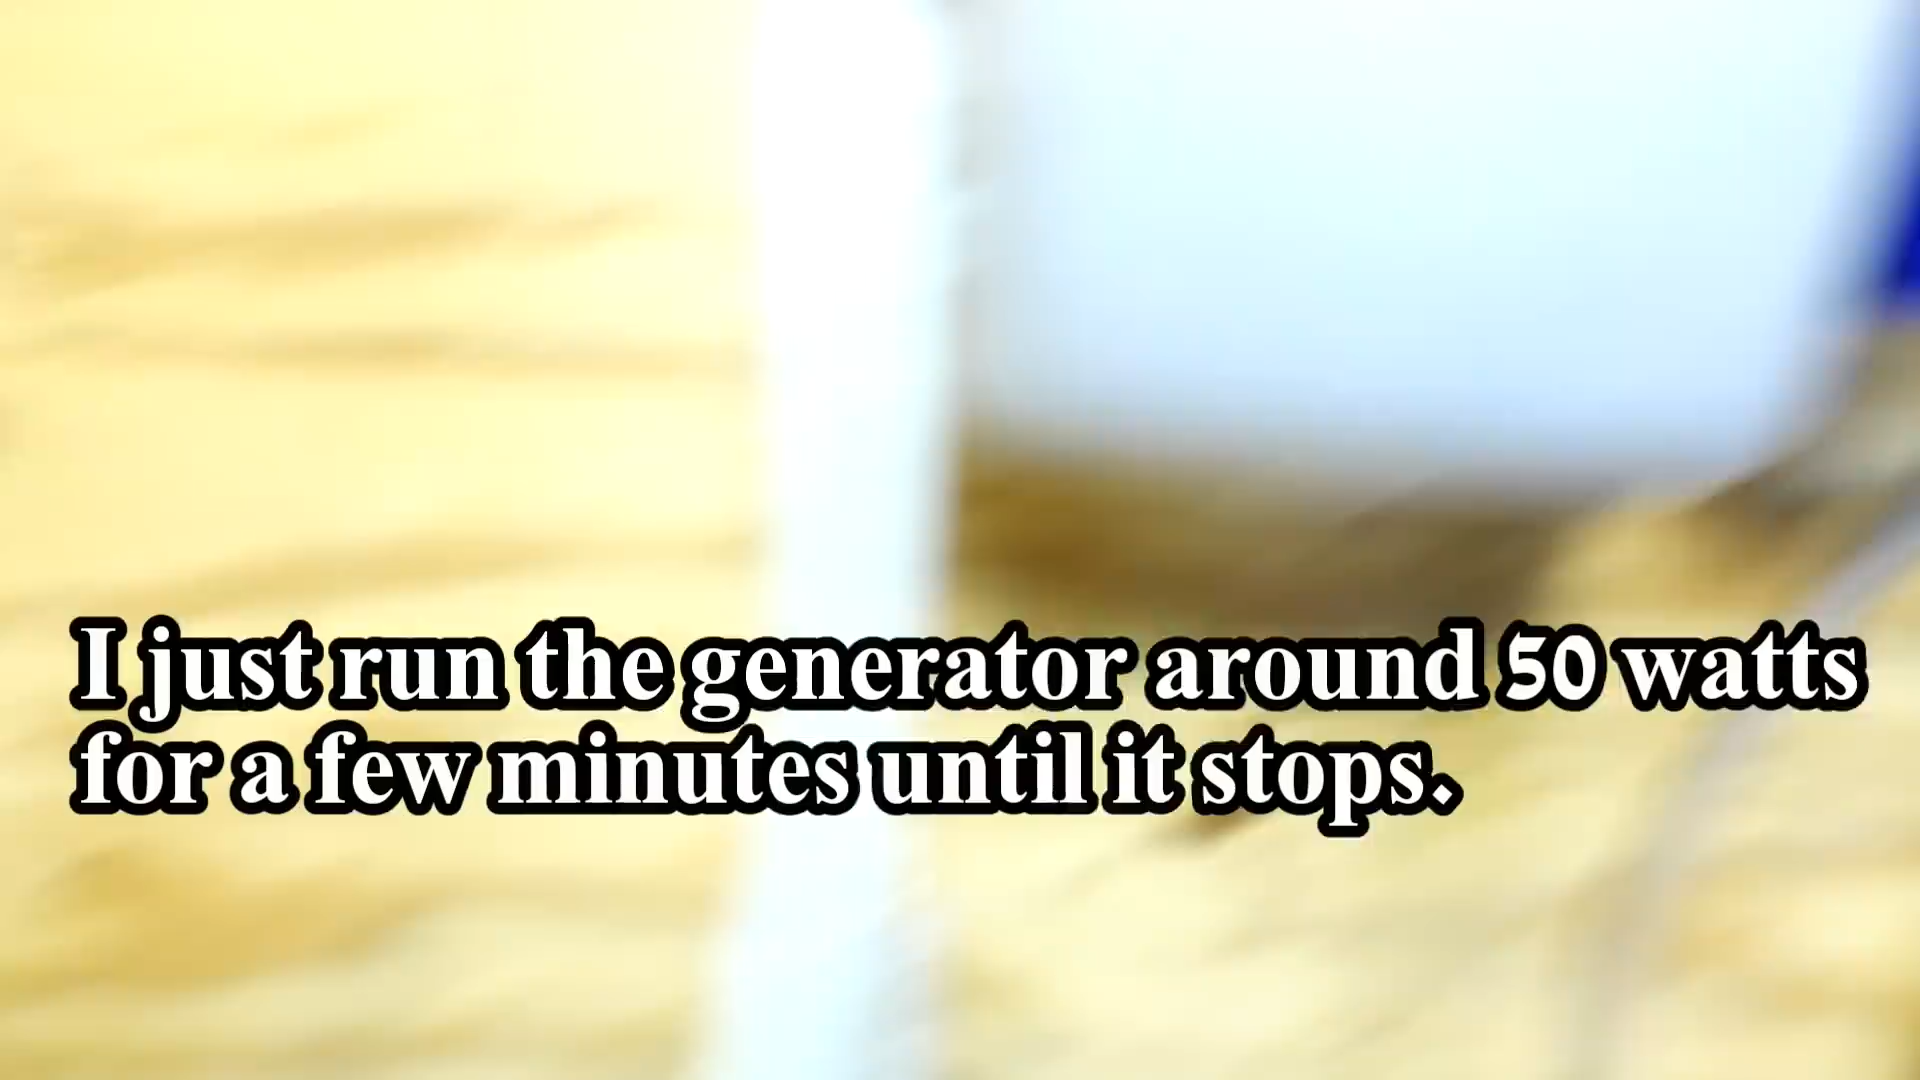 I just run the generator around 50 watts
for a few minutes until it stops.